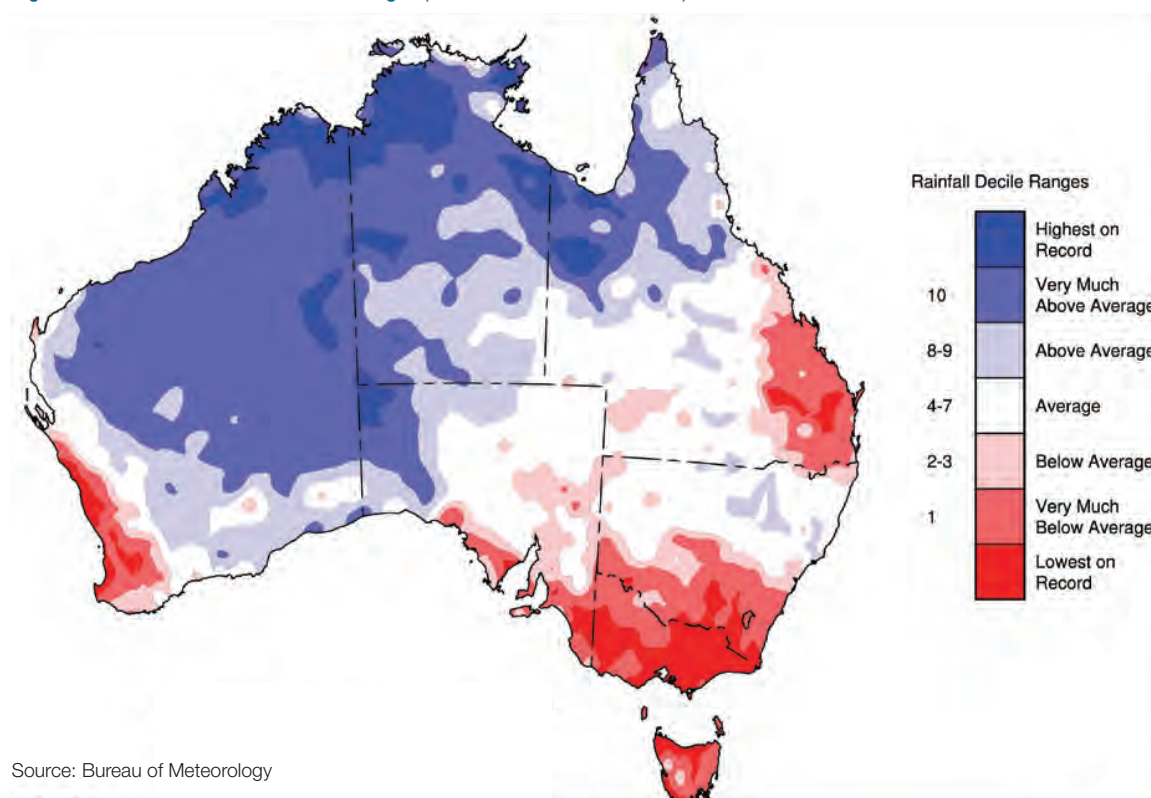 Rainfall Decile Ranges
Highest on
Record
10
Very Much
Above Average
8-9
Above Average
4-7
Average
2-3
Below Average
1
Very Much
Below Average
Lowest on
Record
Source: Bureau of Meteorology